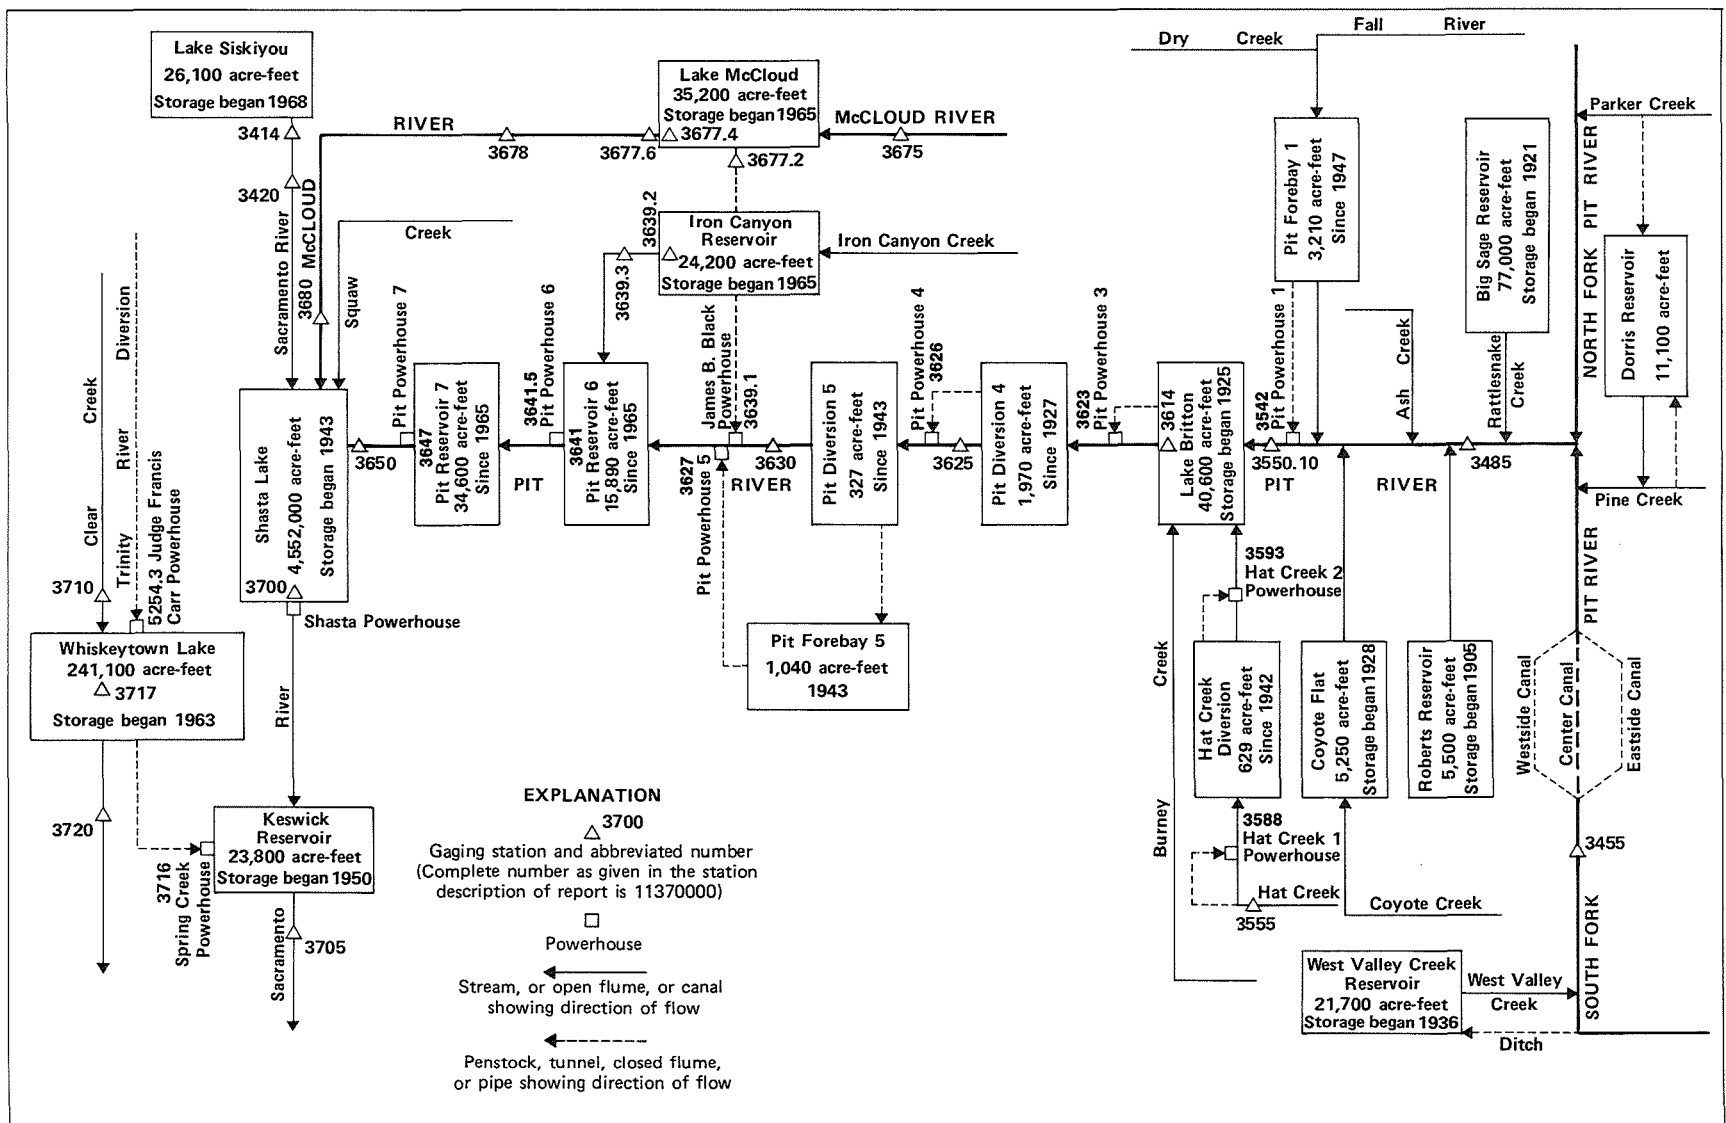 Lake Siskiyou
26,100 acre-feet
Storage began 1968
3414
3420
Sacramento River
3680 McCLOUD
RIVER
3678
3677.6
Lake McCloud
35,200 acre-feet
Storage began 1965
3677.4
McCLOUD RIVER
3675
3677.2
Squaw
Creek
3639.2
3639.3
Iron Canyon
Reservoir
24,200 acre-feet
Storage began 1965
Iron Canyon Creek
Dry Creek
Fall River
Pit Forebay 1
3,210 acre-feet
Since 1947
Big Sage Reservoir
77,000 acre-feet
Storage began 1921
Rattlesnake
Creek
Parker Creek
NORTH FORK PIT RIVER
Dorris Reservoir
11,100 acre-feet
Pine Creek
Clear Creek
Trinity River Diversion
5254.3 Judge Francis
Carr Powerhouse
3710
Whiskeytown Lake
241,100 acre-feet
3717
Storage began 1963
3720
Shasta Lake
4,552,000 acre-feet
Storage began 1943
3700
Shasta Powerhouse
River
3650
Pit Powerhouse 7
3647
Pit Reservoir 7
34,600 acre-feet
Since 1965
PIT
3641.5
Pit Powerhouse 6
3641
Pit Reservoir 6
15,890 acre-feet
Since 1965
James B. Black
Powerhouse
3639.1
3627
Pit Powerhouse 5
RIVER
3630
Pit Diversion 5
327 acre-feet
Since 1943
Pit Forebay 5
1,040 acre-feet
1943
Pit Powerhouse 4
3626
3625
Pit Diversion 4
1,970 acre-feet
Since 1927
3623
Pit Powerhouse 3
3614
Lake Britton
40,600 acre-feet
Storage began 1925
3542
Pit Powerhouse 1
3550.10
PIT
RIVER
Ash Creek
3485
3593
Hat Creek 2
Powerhouse
Hat Creek
Diversion
629 acre-feet
Since 1942
3588
Hat Creek 1
Powerhouse
Hat Creek
3555
Burney Creek
Coyote Flat
5,250 acre-feet
Storage began 1928
Coyote Creek
Roberts Reservoir
5,500 acre-feet
Storage began 1905
PIT RIVER
Westside Canal
Center Canal
Eastside Canal
3455
SOUTH FORK
West Valley Creek
Reservoir
21,700 acre-feet
Storage began 1936
West Valley
Creek
Ditch
Keswick
Reservoir
23,800 acre-feet
Storage began 1950
3716
Spring Creek
Powerhouse
Sacramento
3705
EXPLANATION
3700
Gaging station and abbreviated number
(Complete number as given in the station
description of report is 11370000)
Powerhouse
Stream, or open flume, or canal
showing direction of flow
Penstock, tunnel, closed flume,
or pipe showing direction of flow